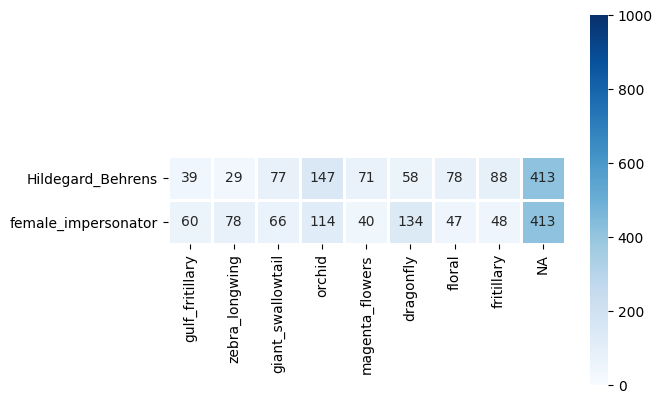 1000
800
600
400
200
0
Hildegard_Behrens 39 29 77 147 71 58 78 88 413
female_impersonator 60 78 66 114 40 134 47 48 413
gulf_fritillary
zebra_longwing
giant_swallowtail
orchid
magenta_flowers
dragonfly
floral
fritillary
NA